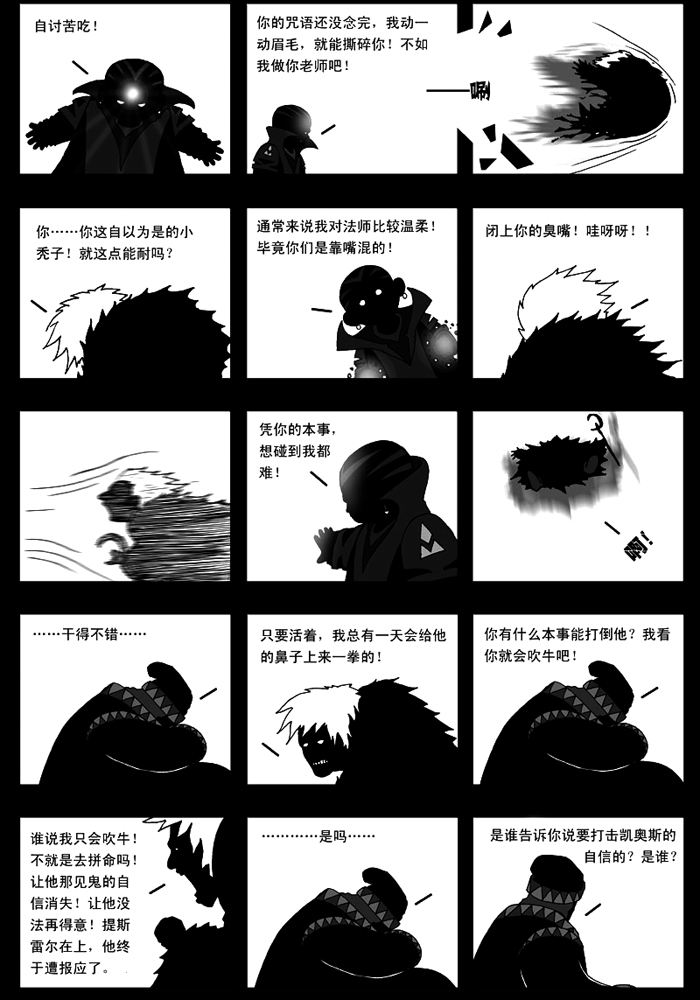 自讨苦吃！
你的咒语还没念完，我动一
动眉毛，就能撕碎你！不如
我做你老师吧！
你……你这自以为是的小
秃子！就这点能耐吗？
通常来说我对法师比较温柔！
毕竟你们是靠嘴混的！
闭上你的臭嘴！哇呀呀！！
凭你的本事，
想碰到我都
难！
啊！
……干得不错……
只要活着，我总有一天会给他
的鼻子上来一拳的！
你有什么本事能打倒他？我看
你就会吹牛吧！
谁说我只会吹牛！
不就是去拼命吗！
让他那见鬼的自
信消失！让他没
法再得意！提斯
雷尔在上，他终
于遭报应了。
…………是吗……
是谁告诉你说要打击凯奥斯的
自信的？是谁？